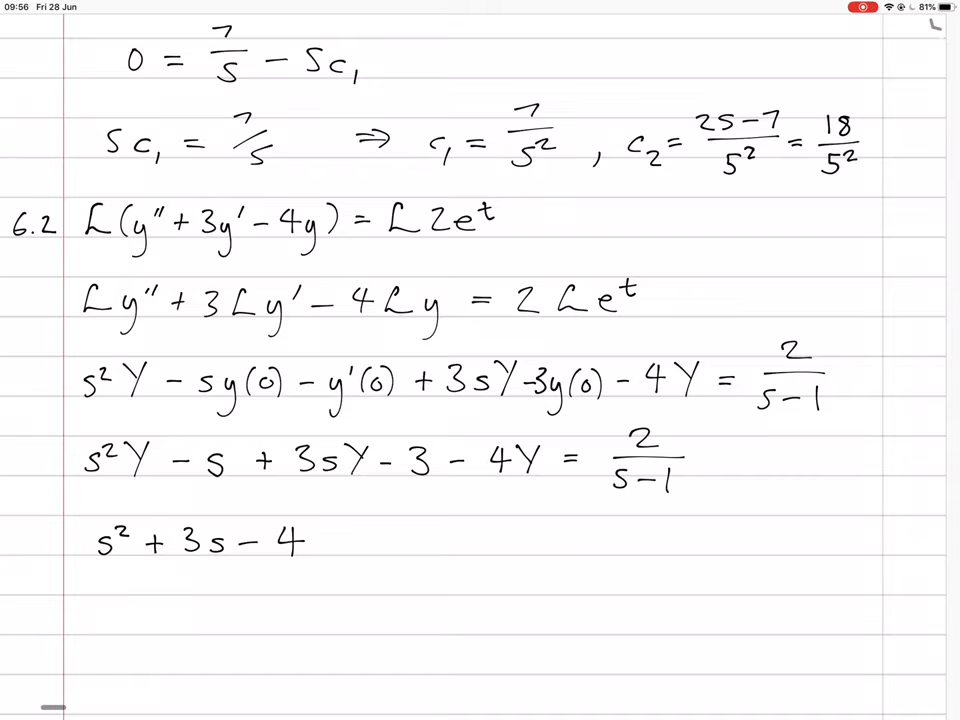 09:56 Fri 28 Jun 81%
0 = 7/5 − 5c₁
5c₁ = 7/5 ⇒ c₁ = 7/5², c₂ = (25−7)/5² = 18/5²
6.2 ℒ(y″ + 3y′ − 4y) = ℒ2eᵗ
ℒy″ + 3ℒy′ − 4ℒy = 2ℒeᵗ
s²Y − sy(0) − y′(0) + 3sY − 3y(0) − 4Y = 2/(s−1)
s²Y − s + 3sY − 3 − 4Y = 2/(s−1)
s² + 3s − 4